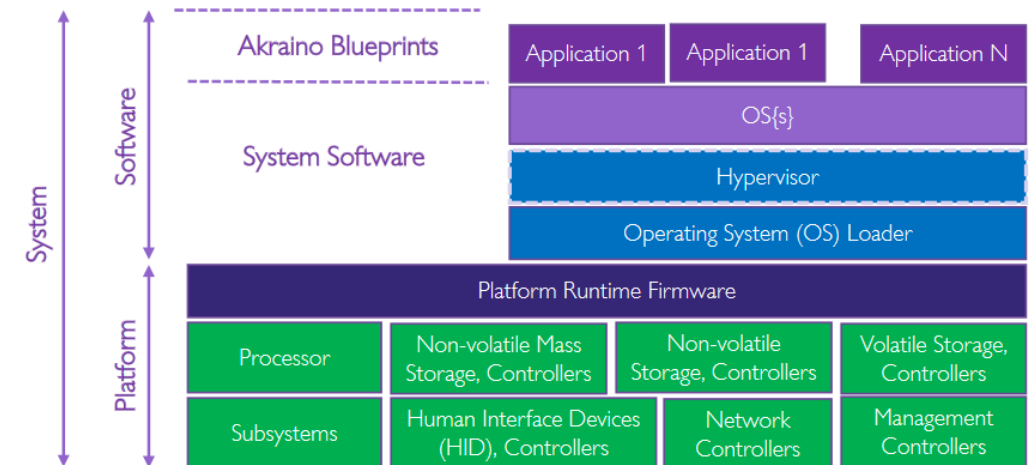 Akraino Blueprints
Application 1
Application 1
Application N
OS{s}
System Software
Hypervisor
Operating System (OS) Loader
System
Software
Platform
Platform Runtime Firmware
Processor
Non-volatile Mass
Storage, Controllers
Non-volatile
Storage, Controllers
Volatile Storage,
Controllers
Subsystems
Human Interface Devices
(HID), Controllers
Network
Controllers
Management
Controllers